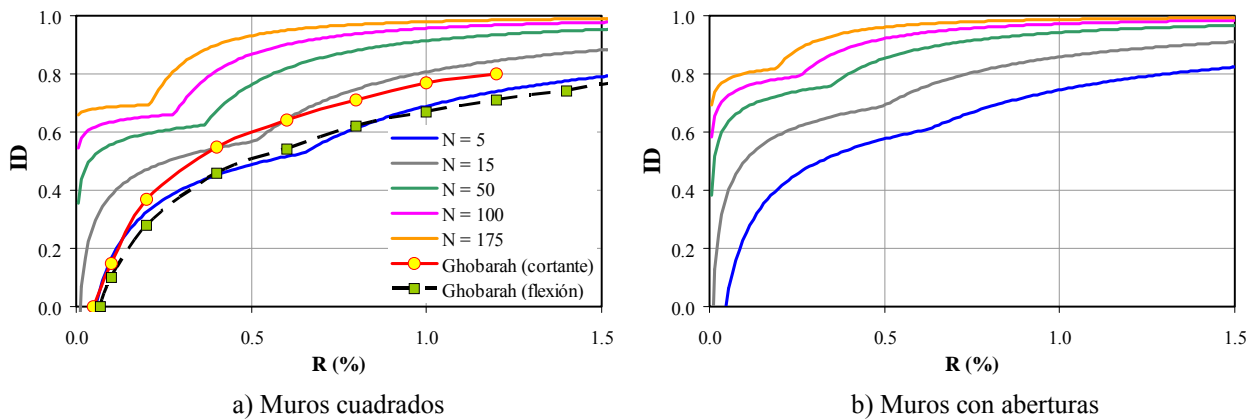 1.0
0.8
0.6
0.4
0.2
0.0
ID
0.0 0.5 1.0 1.5
R (%)
N = 5
N = 15
N = 50
N = 100
N = 175
Ghobarah (cortante)
Ghobarah (flexión)
a) Muros cuadrados
1.0
0.8
0.6
0.4
0.2
0.0
ID
0.0 0.5 1.0 1.5
R (%)
b) Muros con aberturas